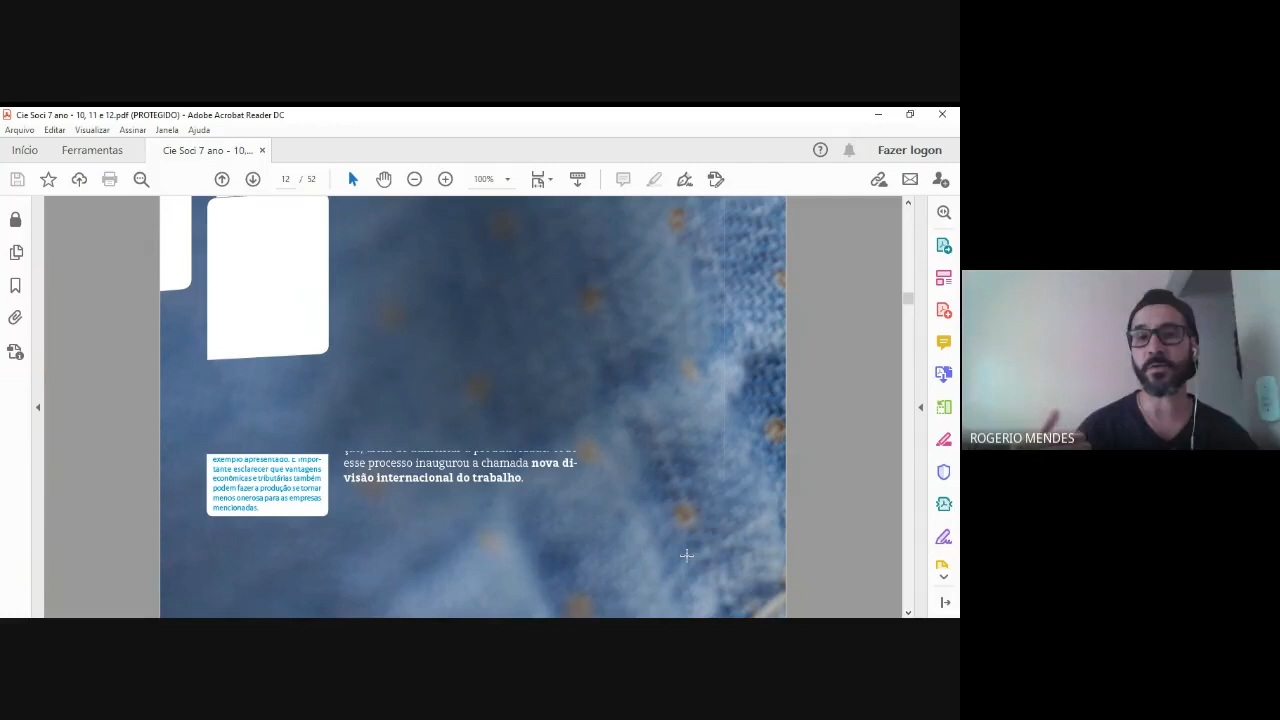 Cie Soci 7 ano - 10, 11 e 12.pdf (PROTEGIDO) - Adobe Acrobat Reader DC
Arquivo Editar Visualizar Assinar Janela Ajuda
Início Ferramentas Cie Soci 7 ano - 10,... Fazer logon
12 / 52 100%
exemplo apresentado. É impor-
tante esclarecer que vantagens
econômicas e tributárias também
podem fazer a produção se tornar
menos onerosa para as empresas
mencionadas.
esse processo inaugurou a chamada nova di-
visão internacional do trabalho.
ROGERIO MENDES